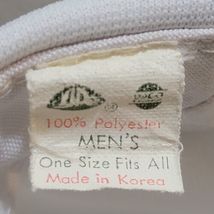 100% Polyester
MEN'S
One Size Fits All
Made in Korea